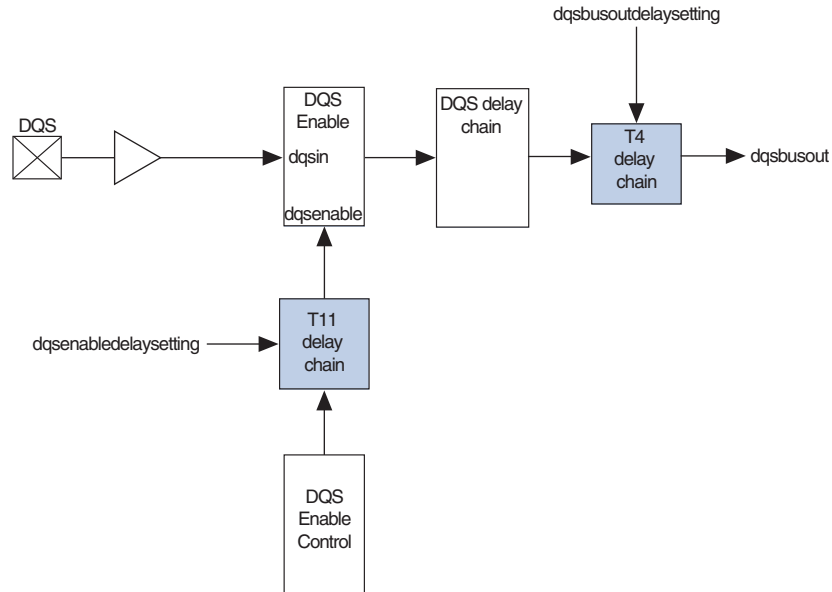 dqsbusoutdelaysetting
DQS
DQS
Enable
dqsin
dqsenable
DQS delay
chain
T4
delay
chain
dqsbusout
dqsenabledelaysetting
T11
delay
chain
DQS
Enable
Control